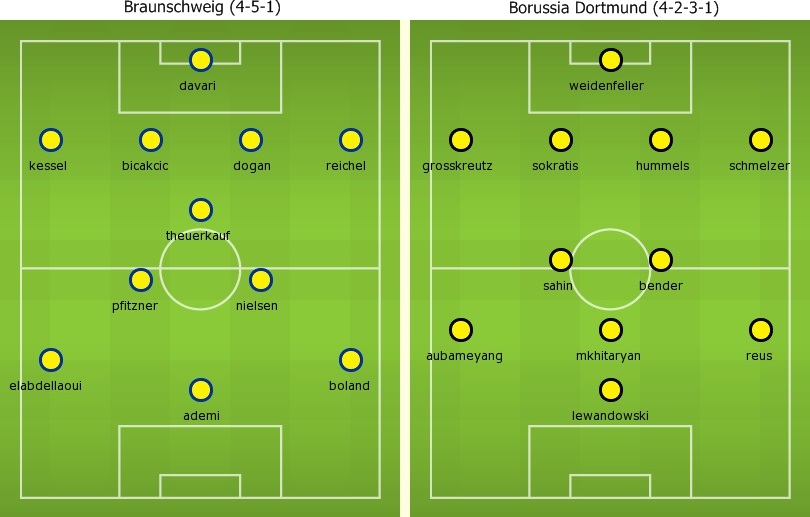 Braunschweig (4-5-1)
davari
kessel bicakcic dogan reichel
theuerkauf
pfitzner nielsen
elabdellaoui boland
ademi
Borussia Dortmund (4-2-3-1)
weidenfeller
grosskreutz sokratis hummels schmelzer
sahin bender
aubameyang mkhitaryan reus
lewandowski